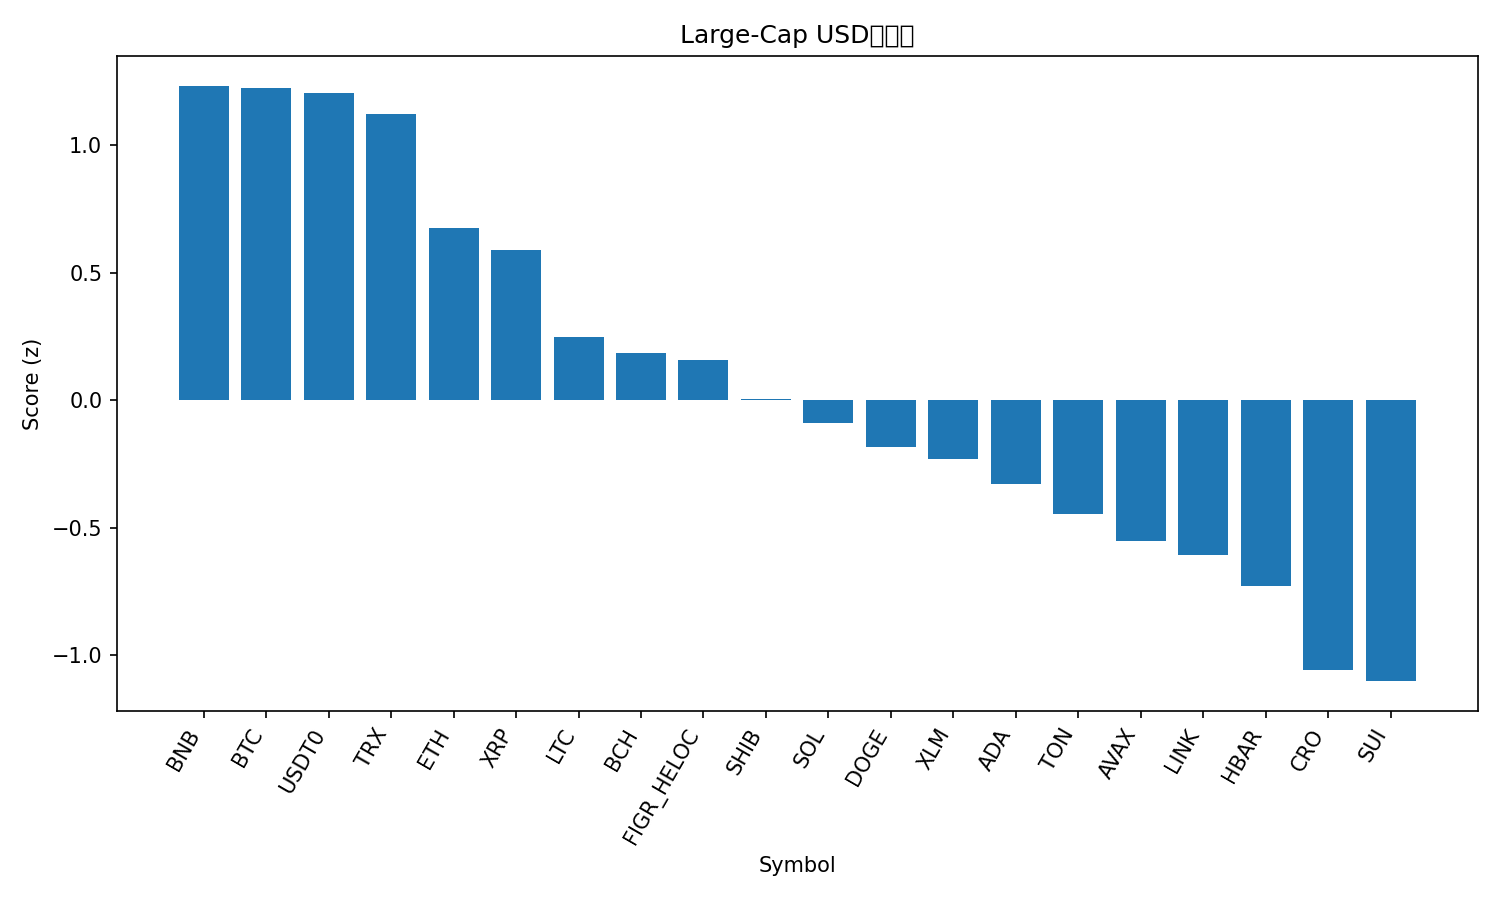 Large-Cap USD
Score (z)
1.0
0.5
0.0
−0.5
−1.0
BNB
BTC
USDT0
TRX
ETH
XRP
LTC
BCH
FIGR_HELOC
SHIB
SOL
DOGE
XLM
ADA
TON
AVAX
LINK
HBAR
CRO
SUI
Symbol